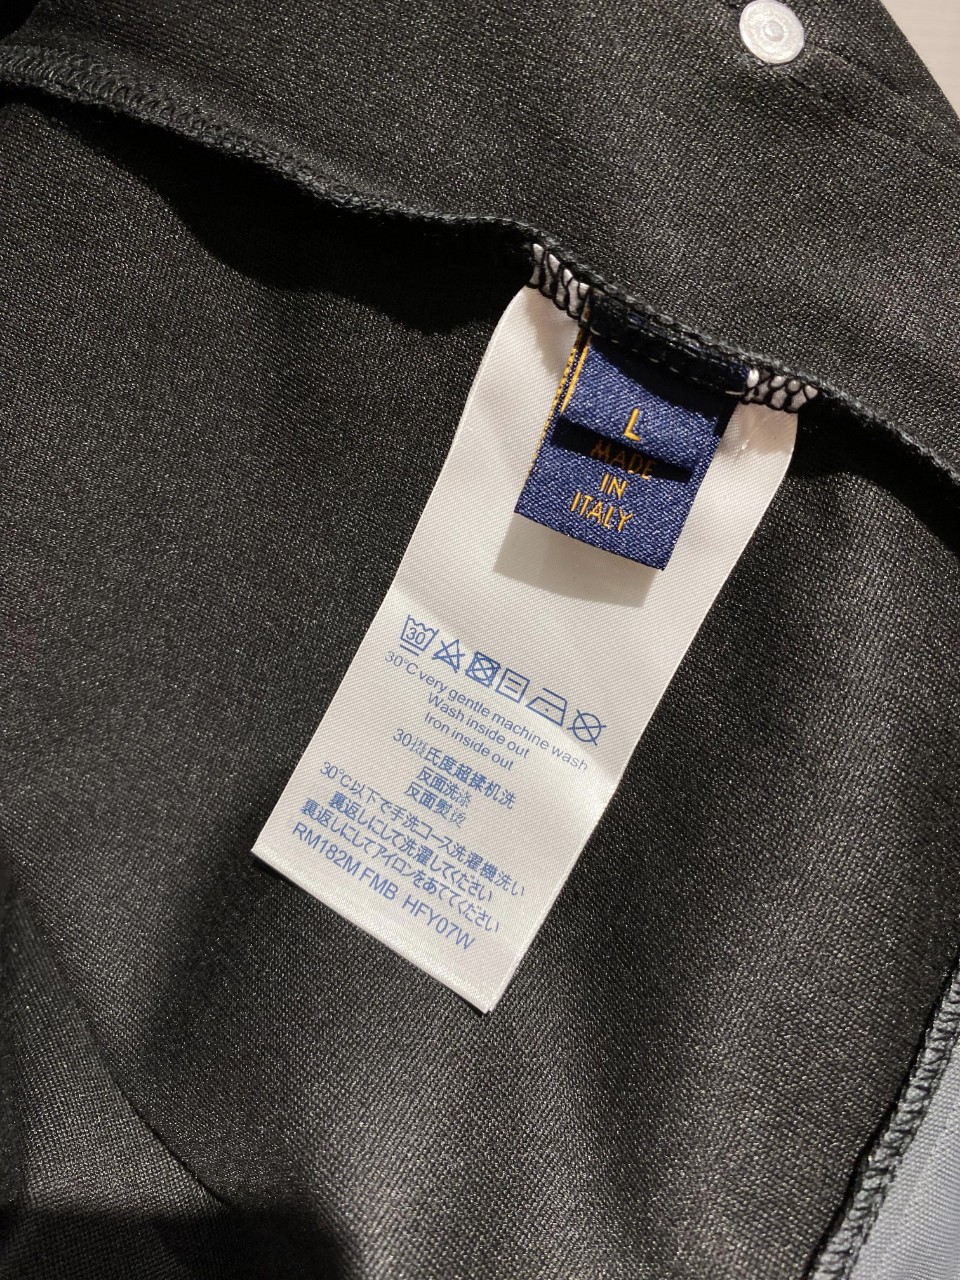 L
MADE
IN
ITALY
30
30°C very gentle machine wash
Wash inside out
Iron inside out
30摄氏度超揉机洗
反面洗涤
反面熨烫
30℃以下で手洗コース洗濯機洗い
裏返しにして洗濯してください
裏返しにしてアイロンをあててください
RM182M FMB HFY07W